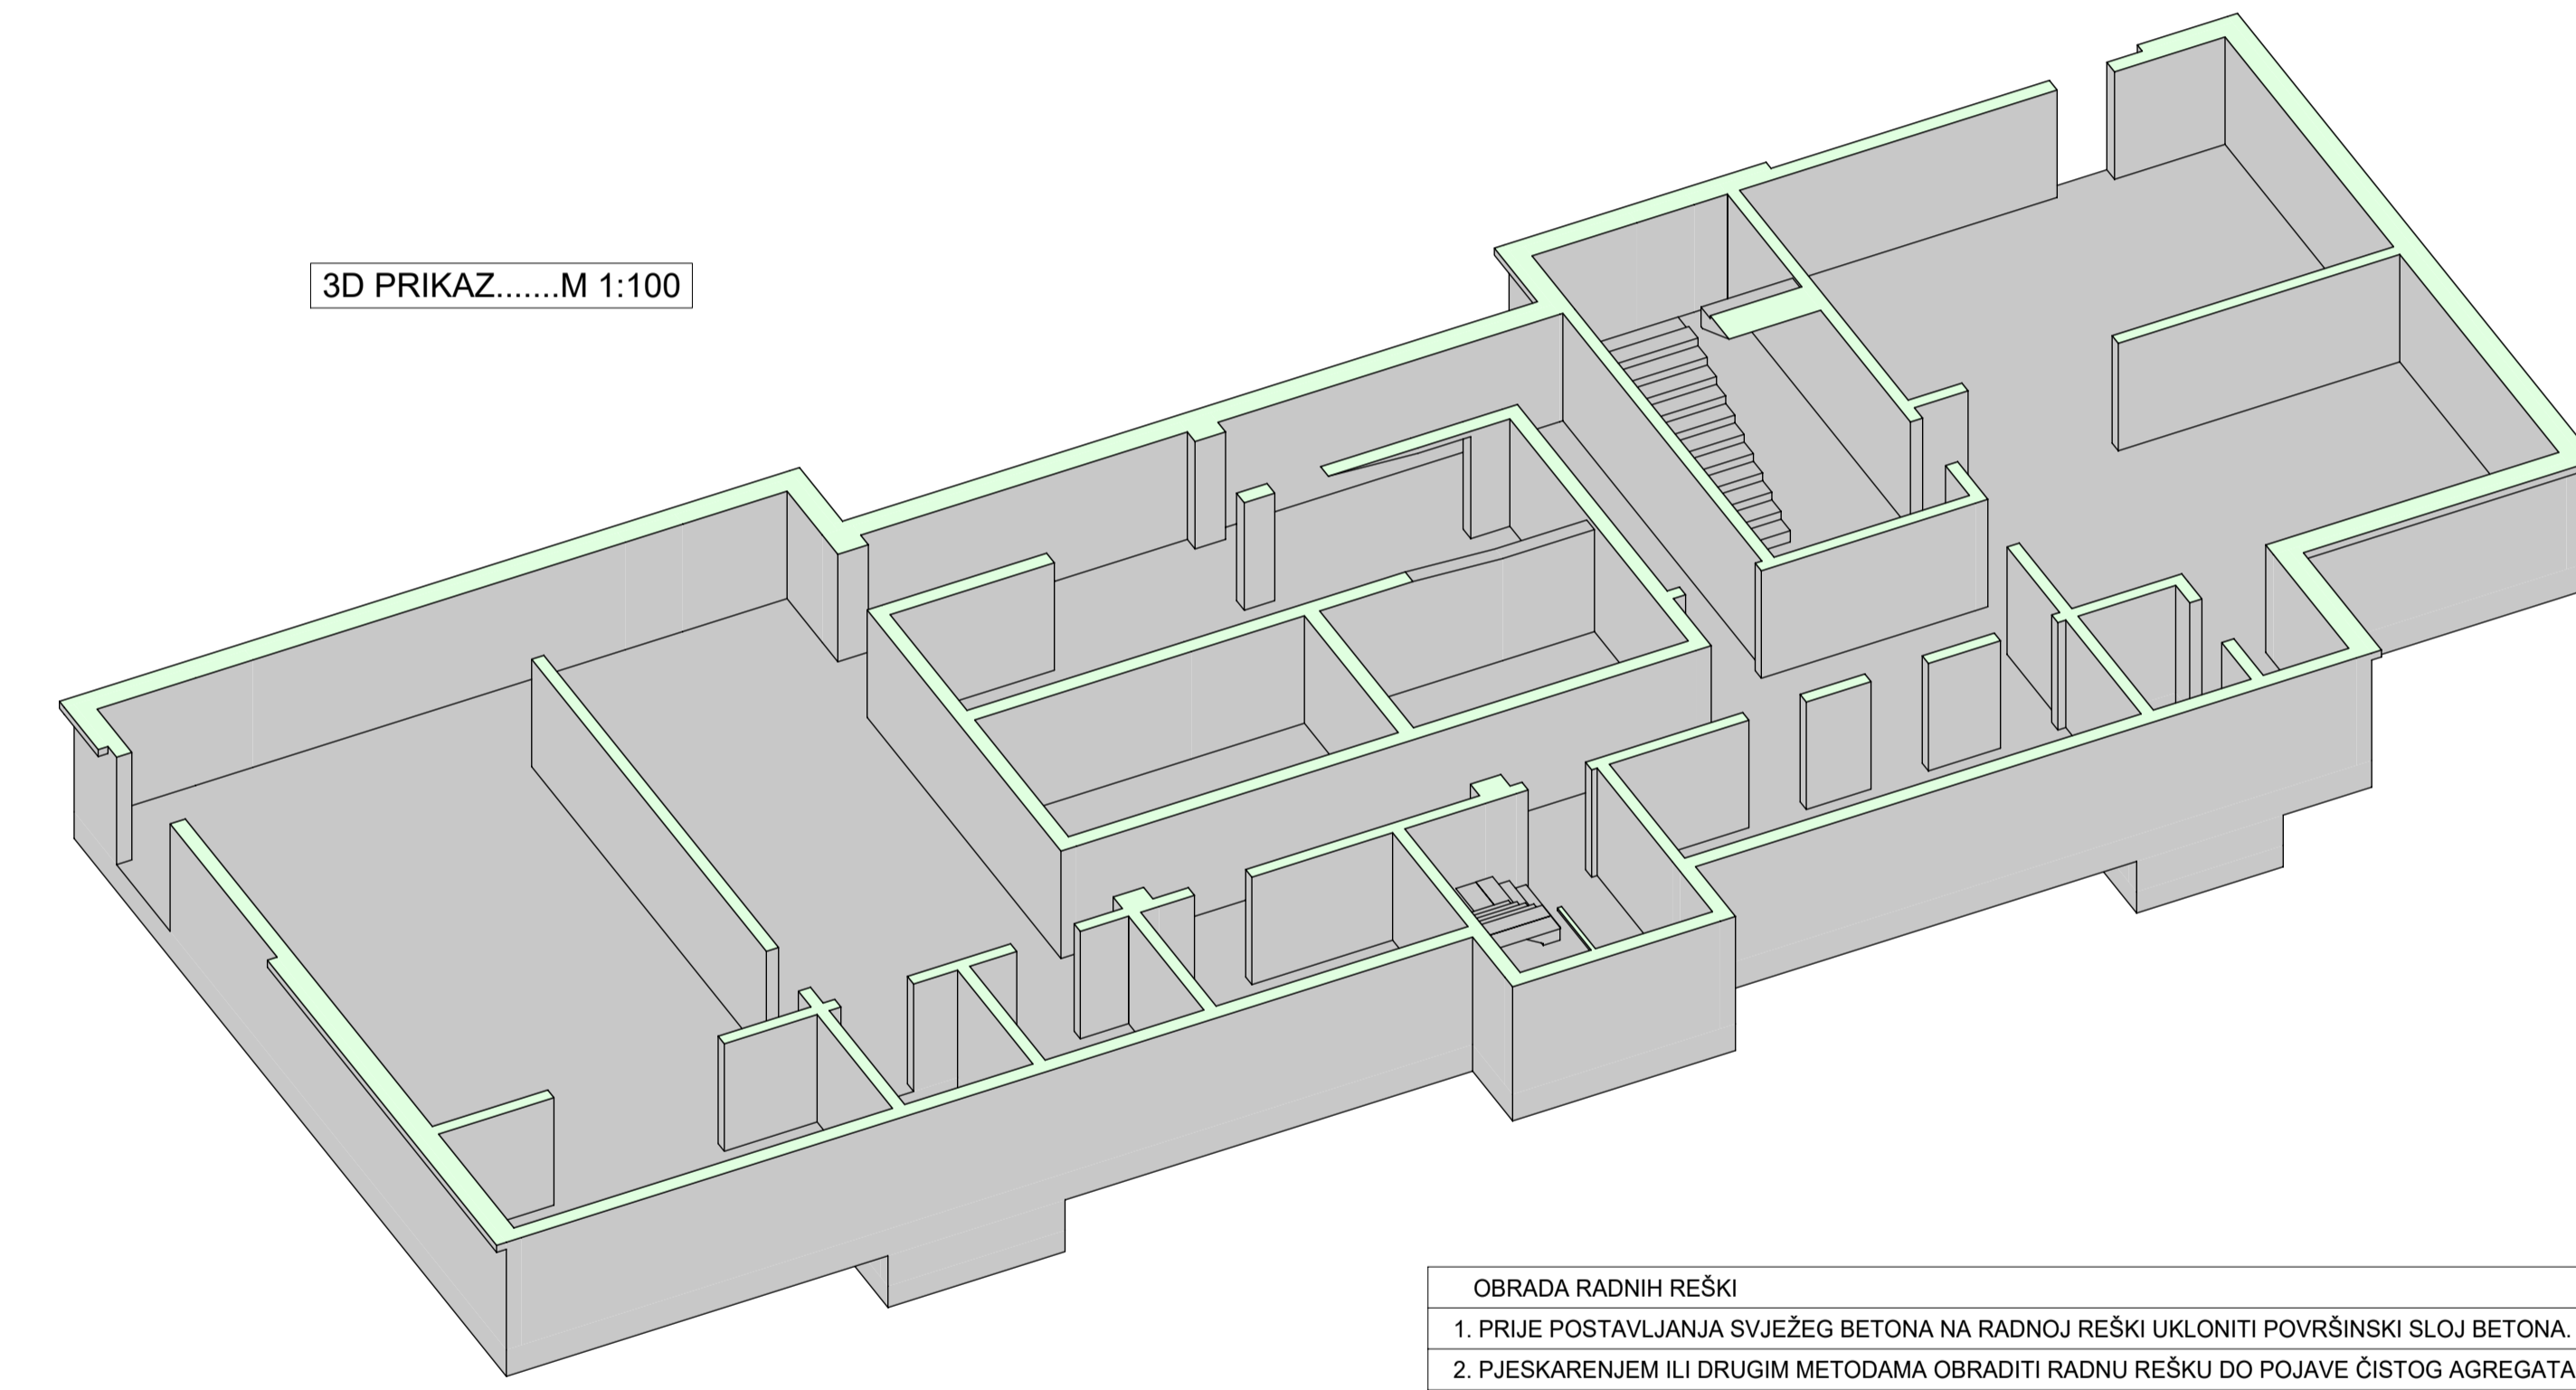 3D PRIKAZ.......M 1:100
OBRADA RADNIH REŠKI
1. PRIJE POSTAVLJANJA SVJEŽEG BETONA NA RADNOJ REŠKI UKLONITI POVRŠINSKI SLOJ BETONA.
2. PJESKARENJEM ILI DRUGIM METODAMA OBRADITI RADNU REŠKU DO POJAVE ČISTOG AGREGATA